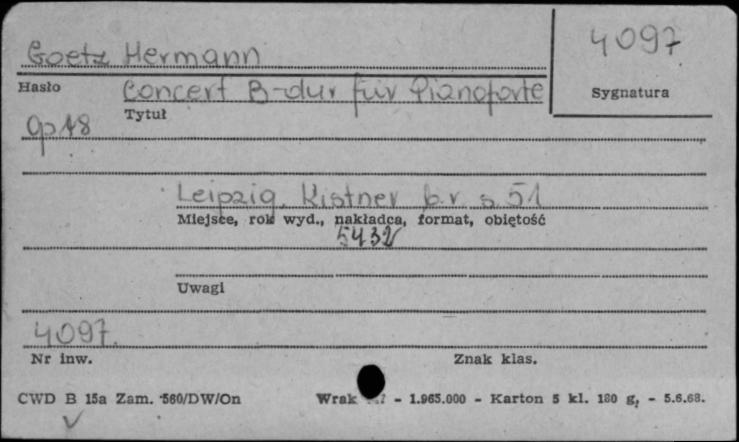 Goetz Hermann
4097
Hasło
Concert B-dur für Pianoforte
Sygnatura
Tytuł
op 18
Leipzig. Kistner b.r. s. 51
Miejsce, rok wyd., nakładca, format, objętość
5432
Uwagi
4097.
Nr inw.
Znak klas.
CWD B 15a Zam. 560/DW/On
Wrak - 1.965.000 - Karton 5 kl. 180 g, - 5.6.68.